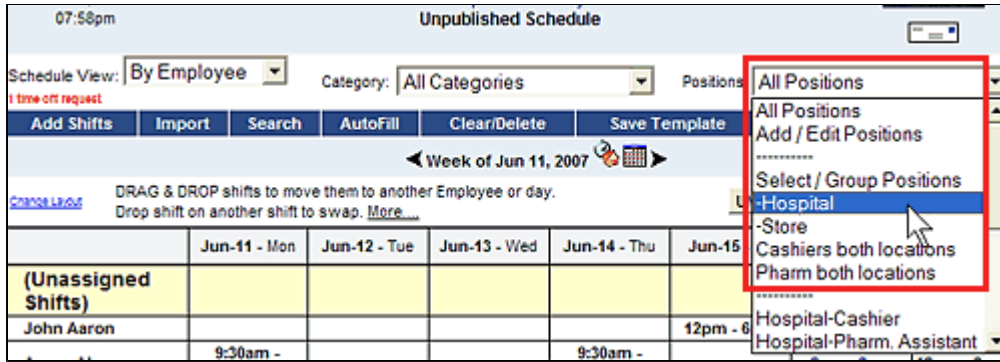 07:58pm
Unpublished Schedule
Schedule View: By Employee
Category: All Categories
Positions All Positions
1 time off request
All Positions
Add / Edit Positions
----------
Select / Group Positions
-Hospital
-Store
Cashiers both locations
Pharm both locations
----------
Hospital-Cashier
Hospital-Pharm. Assistant
Add Shifts Import Search AutoFill Clear/Delete Save Template
Week of Jun 11, 2007
Change Layout
DRAG & DROP shifts to move them to another Employee or day.
Drop shift on another shift to swap. More....
Jun-11 - Mon Jun-12 - Tue Jun-13 - Wed Jun-14 - Thu Jun-15
(Unassigned
Shifts)
John Aaron 12pm - 6
9:30am - 9:30am -